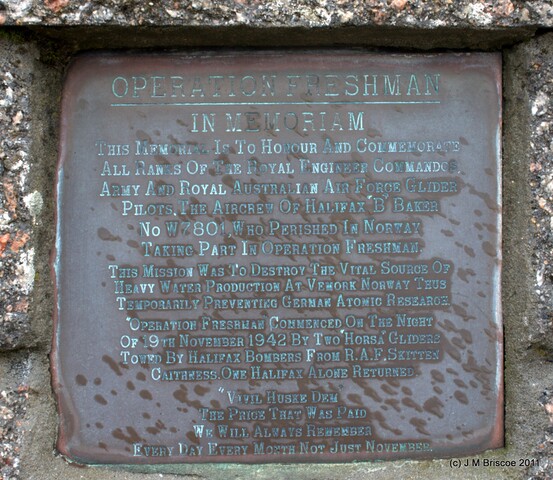 OPERATION FRESHMAN
IN MEMORIAM
THIS MEMORIAL IS TO HONOUR AND COMMEMORATE
ALL RANKS OF THE ROYAL ENGINEER COMMANDOS,
ARMY AND ROYAL AUSTRALIAN AIR FORCE GLIDER
PILOTS, THE AIRCREW OF HALIFAX "B" BAKER
NO W7801, WHO PERISHED IN NORWAY
TAKING PART IN OPERATION FRESHMAN.
THIS MISSION WAS TO DESTROY THE VITAL SOURCE OF
HEAVY WATER PRODUCTION AT VEMORK NORWAY THUS
TEMPORARILY PREVENTING GERMAN ATOMIC RESEARCH.
"OPERATION FRESHMAN COMMENCED ON THE NIGHT
OF 19TH NOVEMBER 1942 BY TWO "HORSA" GLIDERS
TOWED BY HALIFAX BOMBERS FROM R.A.F. SKITTEN
CAITHNESS. ONE HALIFAX ALONE RETURNED.
"VIVIL HUSKE DEM
THE PRICE THAT WAS PAID
WE WILL ALWAYS REMEMBER
EVERY DAY EVERY MONTH NOT JUST NOVEMBER.
(c) J.M Briscoe 2011